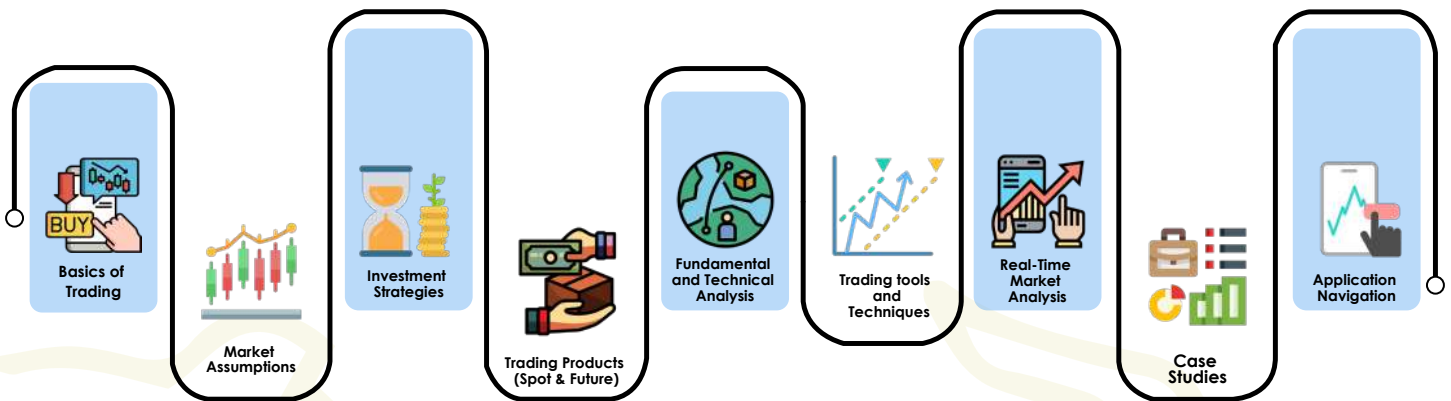 BUY
Basics of
Trading
Market
Assumptions
Investment
Strategies
Trading Products
(Spot & Future)
Fundamental
and Technical
Analysis
Trading tools
and
Techniques
Real-Time
Market
Analysis
Case
Studies
Application
Navigation